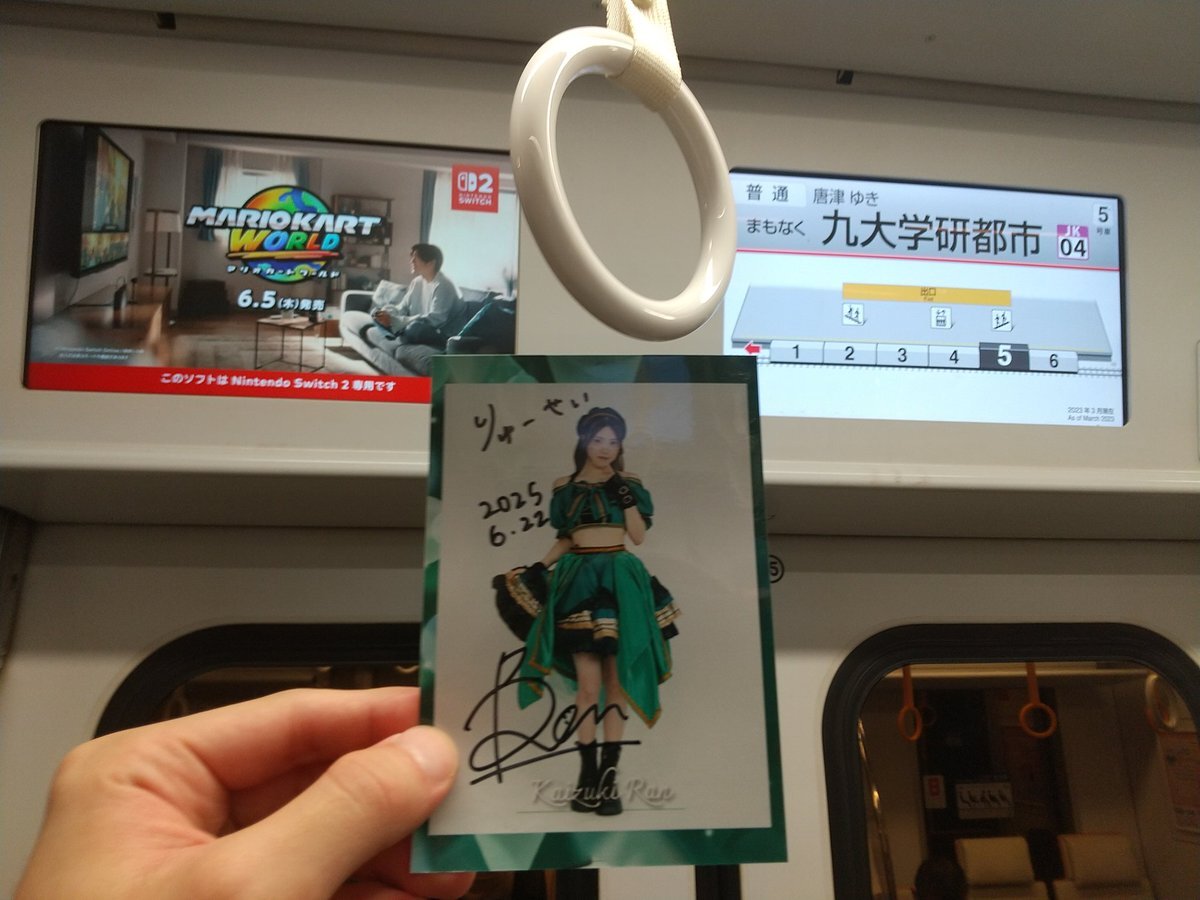 MARIOKART
WORLD
マリオカートワールド
6.5(木)発売
2
NINTENDO
SWITCH
このソフトは Nintendo Switch 2 専用です
普通 唐津 ゆき
5
号車
まもなく 九大学研都市
JK
04
出口
1 2 3 4 5 6
2023年3月現在
As of March 2023
りゅーせい
2025
6.22
Ran
Kaizuki Ran
5